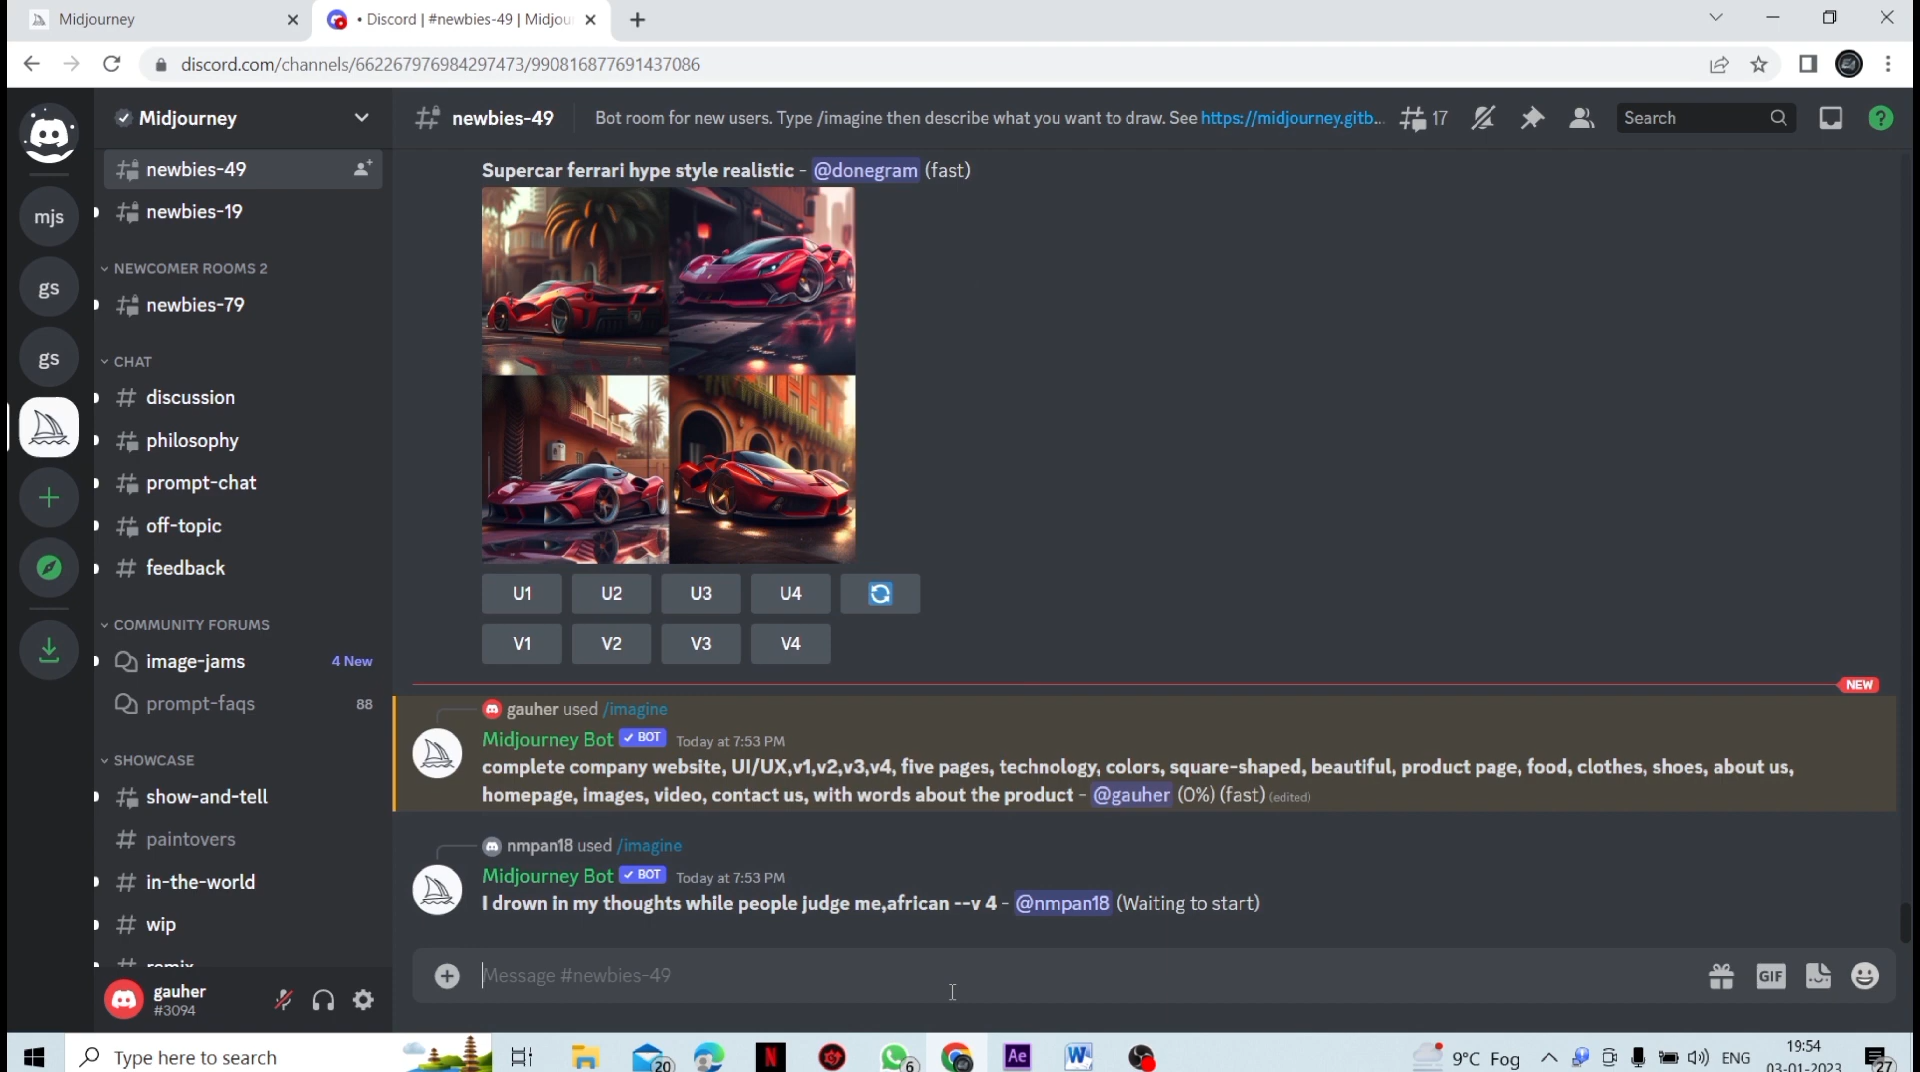 Midjourney
• Discord | #newbies-49 | Midjou
discord.com/channels/662267976984297473/990816877691437086
Midjourney
newbies-49
Bot room for new users. Type /imagine then describe what you want to draw. See https://midjourney.gitb...
17
Search
newbies-49
newbies-19
NEWCOMER ROOMS 2
newbies-79
CHAT
discussion
philosophy
prompt-chat
off-topic
feedback
COMMUNITY FORUMS
image-jams 4 New
prompt-faqs 88
SHOWCASE
show-and-tell
paintovers
in-the-world
wip
remix
mjs
gs
gs
gauher
#3094
Supercar ferrari hype style realistic - @donegram (fast)
U1 U2 U3 U4
V1 V2 V3 V4
NEW
gauher used /imagine
Midjourney Bot ✓ BOT Today at 7:53 PM
complete company website, UI/UX,v1,v2,v3,v4, five pages, technology, colors, square-shaped, beautiful, product page, food, clothes, shoes, about us,
homepage, images, video, contact us, with words about the product - @gauher (0%) (fast) (edited)
nmpan18 used /imagine
Midjourney Bot ✓ BOT Today at 7:53 PM
I drown in my thoughts while people judge me,african --v 4 - @nmpan18 (Waiting to start)
Message #newbies-49
GIF
Type here to search
20
N
6
Ae
W
9°C Fog
ENG
19:54
03-01-2023
27